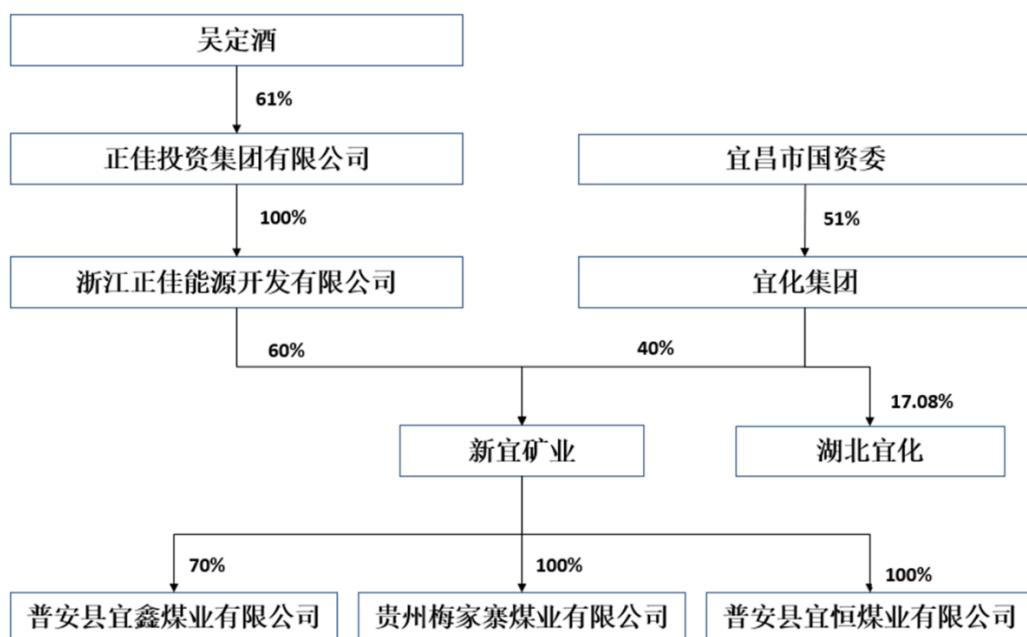 吴定酒
61%
正佳投资集团有限公司
宜昌市国资委
100%
51%
浙江正佳能源开发有限公司
宜化集团
60%
40%
17.08%
新宜矿业
湖北宜化
70%
100%
100%
普安县宜鑫煤业有限公司
贵州梅家寨煤业有限公司
普安县宜恒煤业有限公司